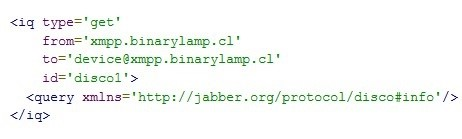 <iq type='get'
from='xmpp.binarylamp.cl'
to='device@xmpp.binarylamp.cl'
id='disco1'>
<query xmlns='http://jabber.org/protocol/disco#info'/>
</iq>